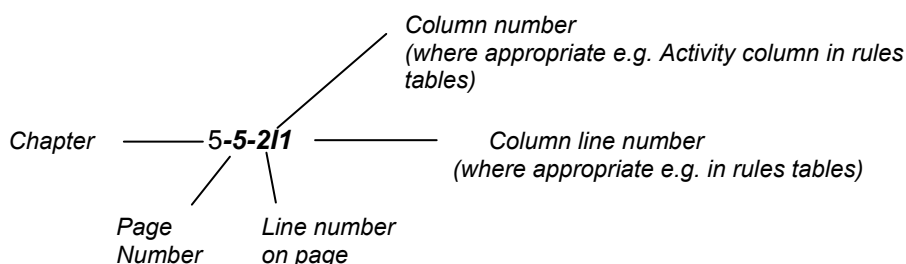 Column number
(where appropriate e.g. Activity column in rules
tables)
Chapter
5-5-2I1
Column line number
(where appropriate e.g. in rules tables)
Page
Number
Line number
on page